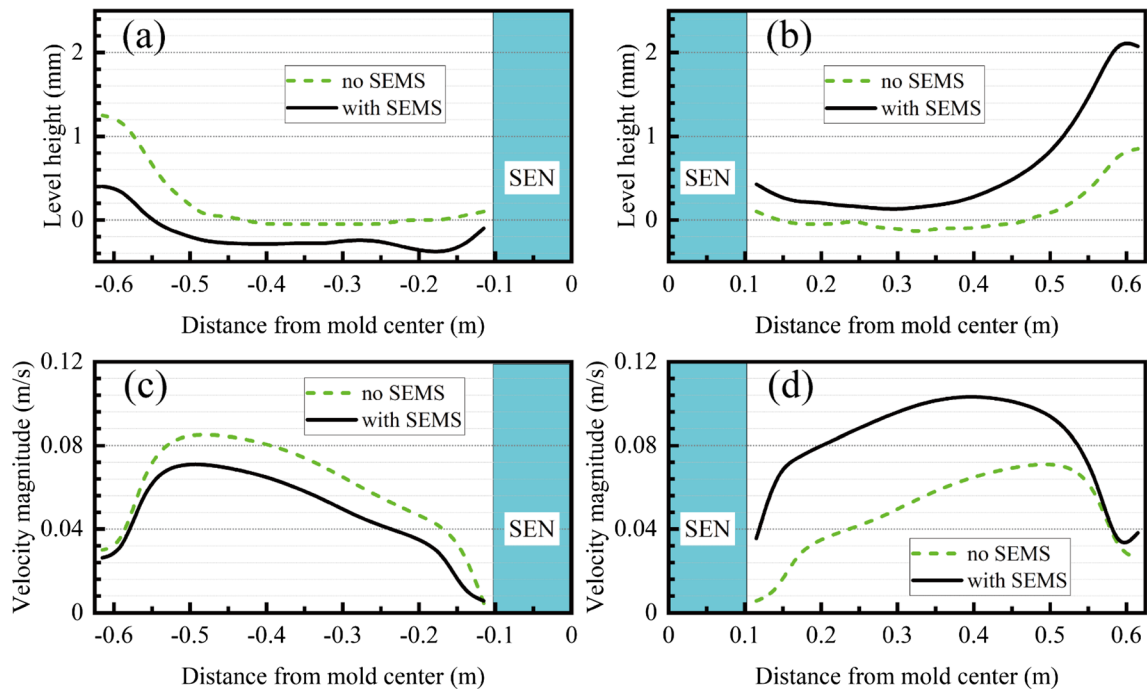 (a)
Level height (mm)
2
1
0
no SEMS
with SEMS
SEN
-0.6 -0.5 -0.4 -0.3 -0.2 -0.1 0
Distance from mold center (m)
(b)
Level height (mm)
2
1
0
no SEMS
with SEMS
SEN
0 0.1 0.2 0.3 0.4 0.5 0.6
Distance from mold center (m)
(c)
Velocity magnitude (m/s)
0.12
0.08
0.04
0
no SEMS
with SEMS
SEN
-0.6 -0.5 -0.4 -0.3 -0.2 -0.1 0
Distance from mold center (m)
(d)
Velocity magnitude (m/s)
0.12
0.08
0.04
0
SEN
no SEMS
with SEMS
0 0.1 0.2 0.3 0.4 0.5 0.6
Distance from mold center (m)